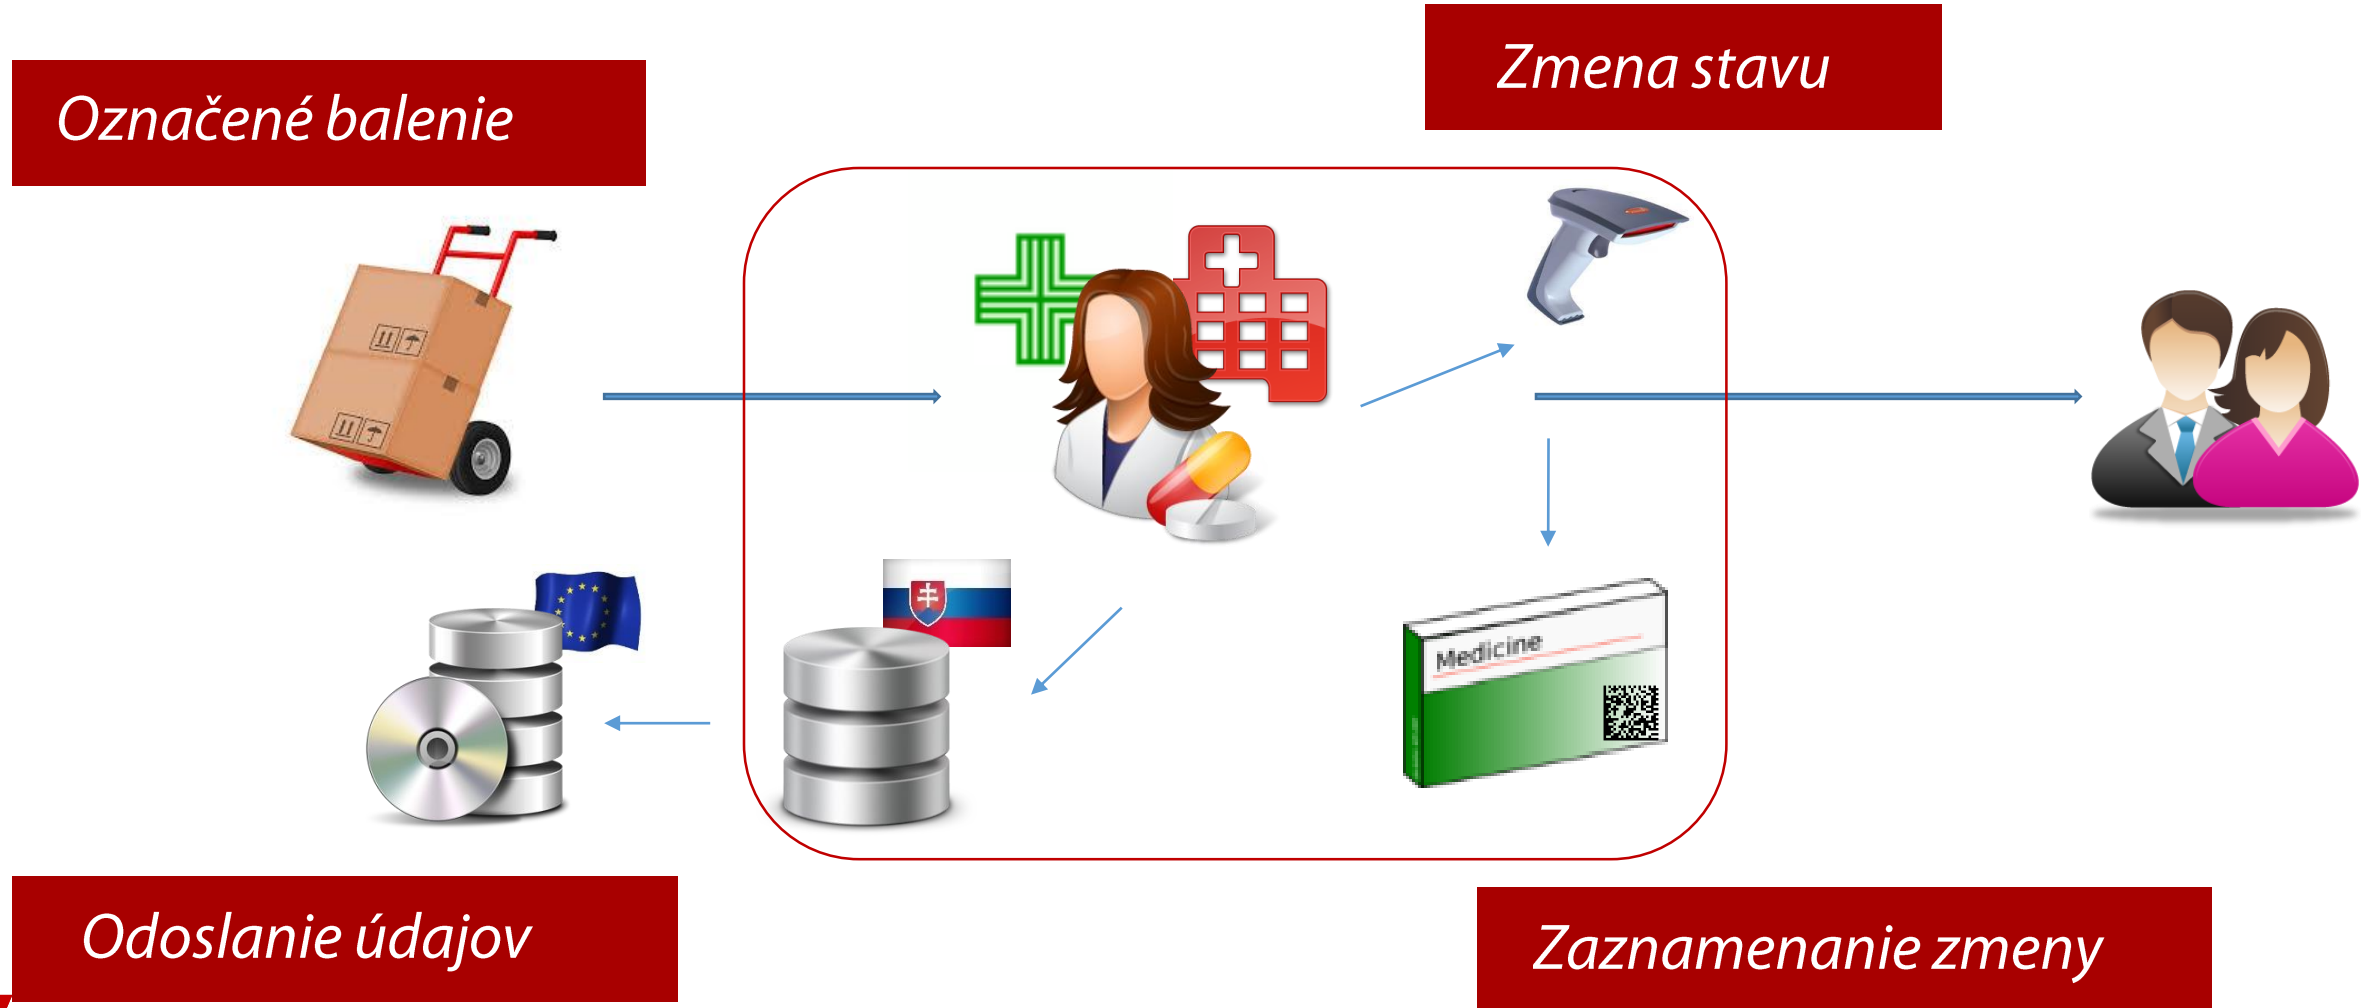 Označené balenie
Zmena stavu
Medicine
Odoslanie údajov
Zaznamenanie zmeny